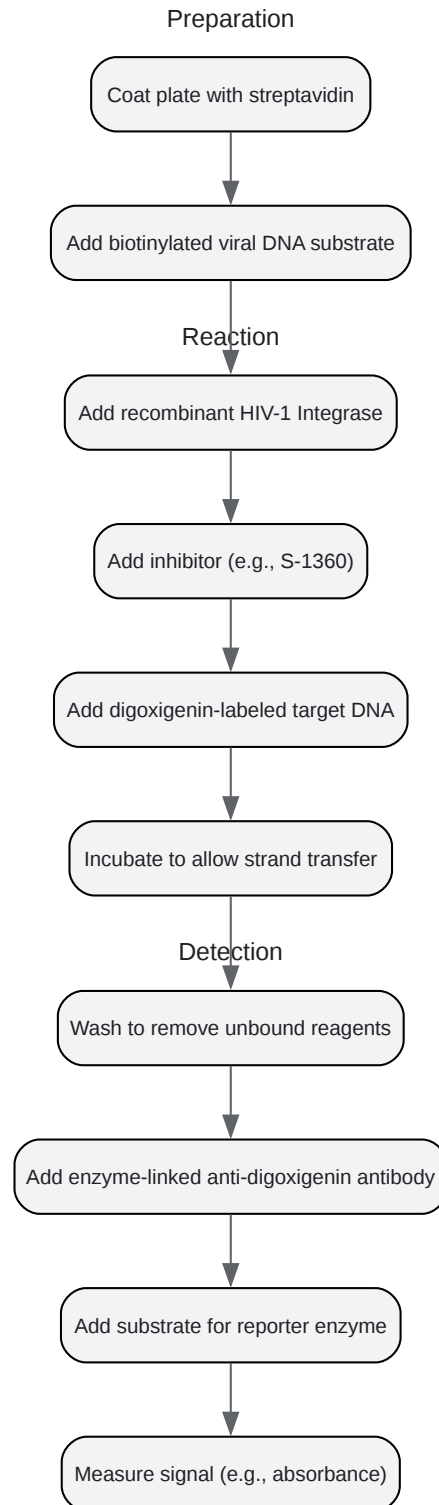 Preparation
Coat plate with streptavidin
Add biotinylated viral DNA substrate
Reaction
Add recombinant HIV-1 Integrase
Add inhibitor (e.g., S-1360)
Add digoxigenin-labeled target DNA
Incubate to allow strand transfer
Detection
Wash to remove unbound reagents
Add enzyme-linked anti-digoxigenin antibody
Add substrate for reporter enzyme
Measure signal (e.g., absorbance)